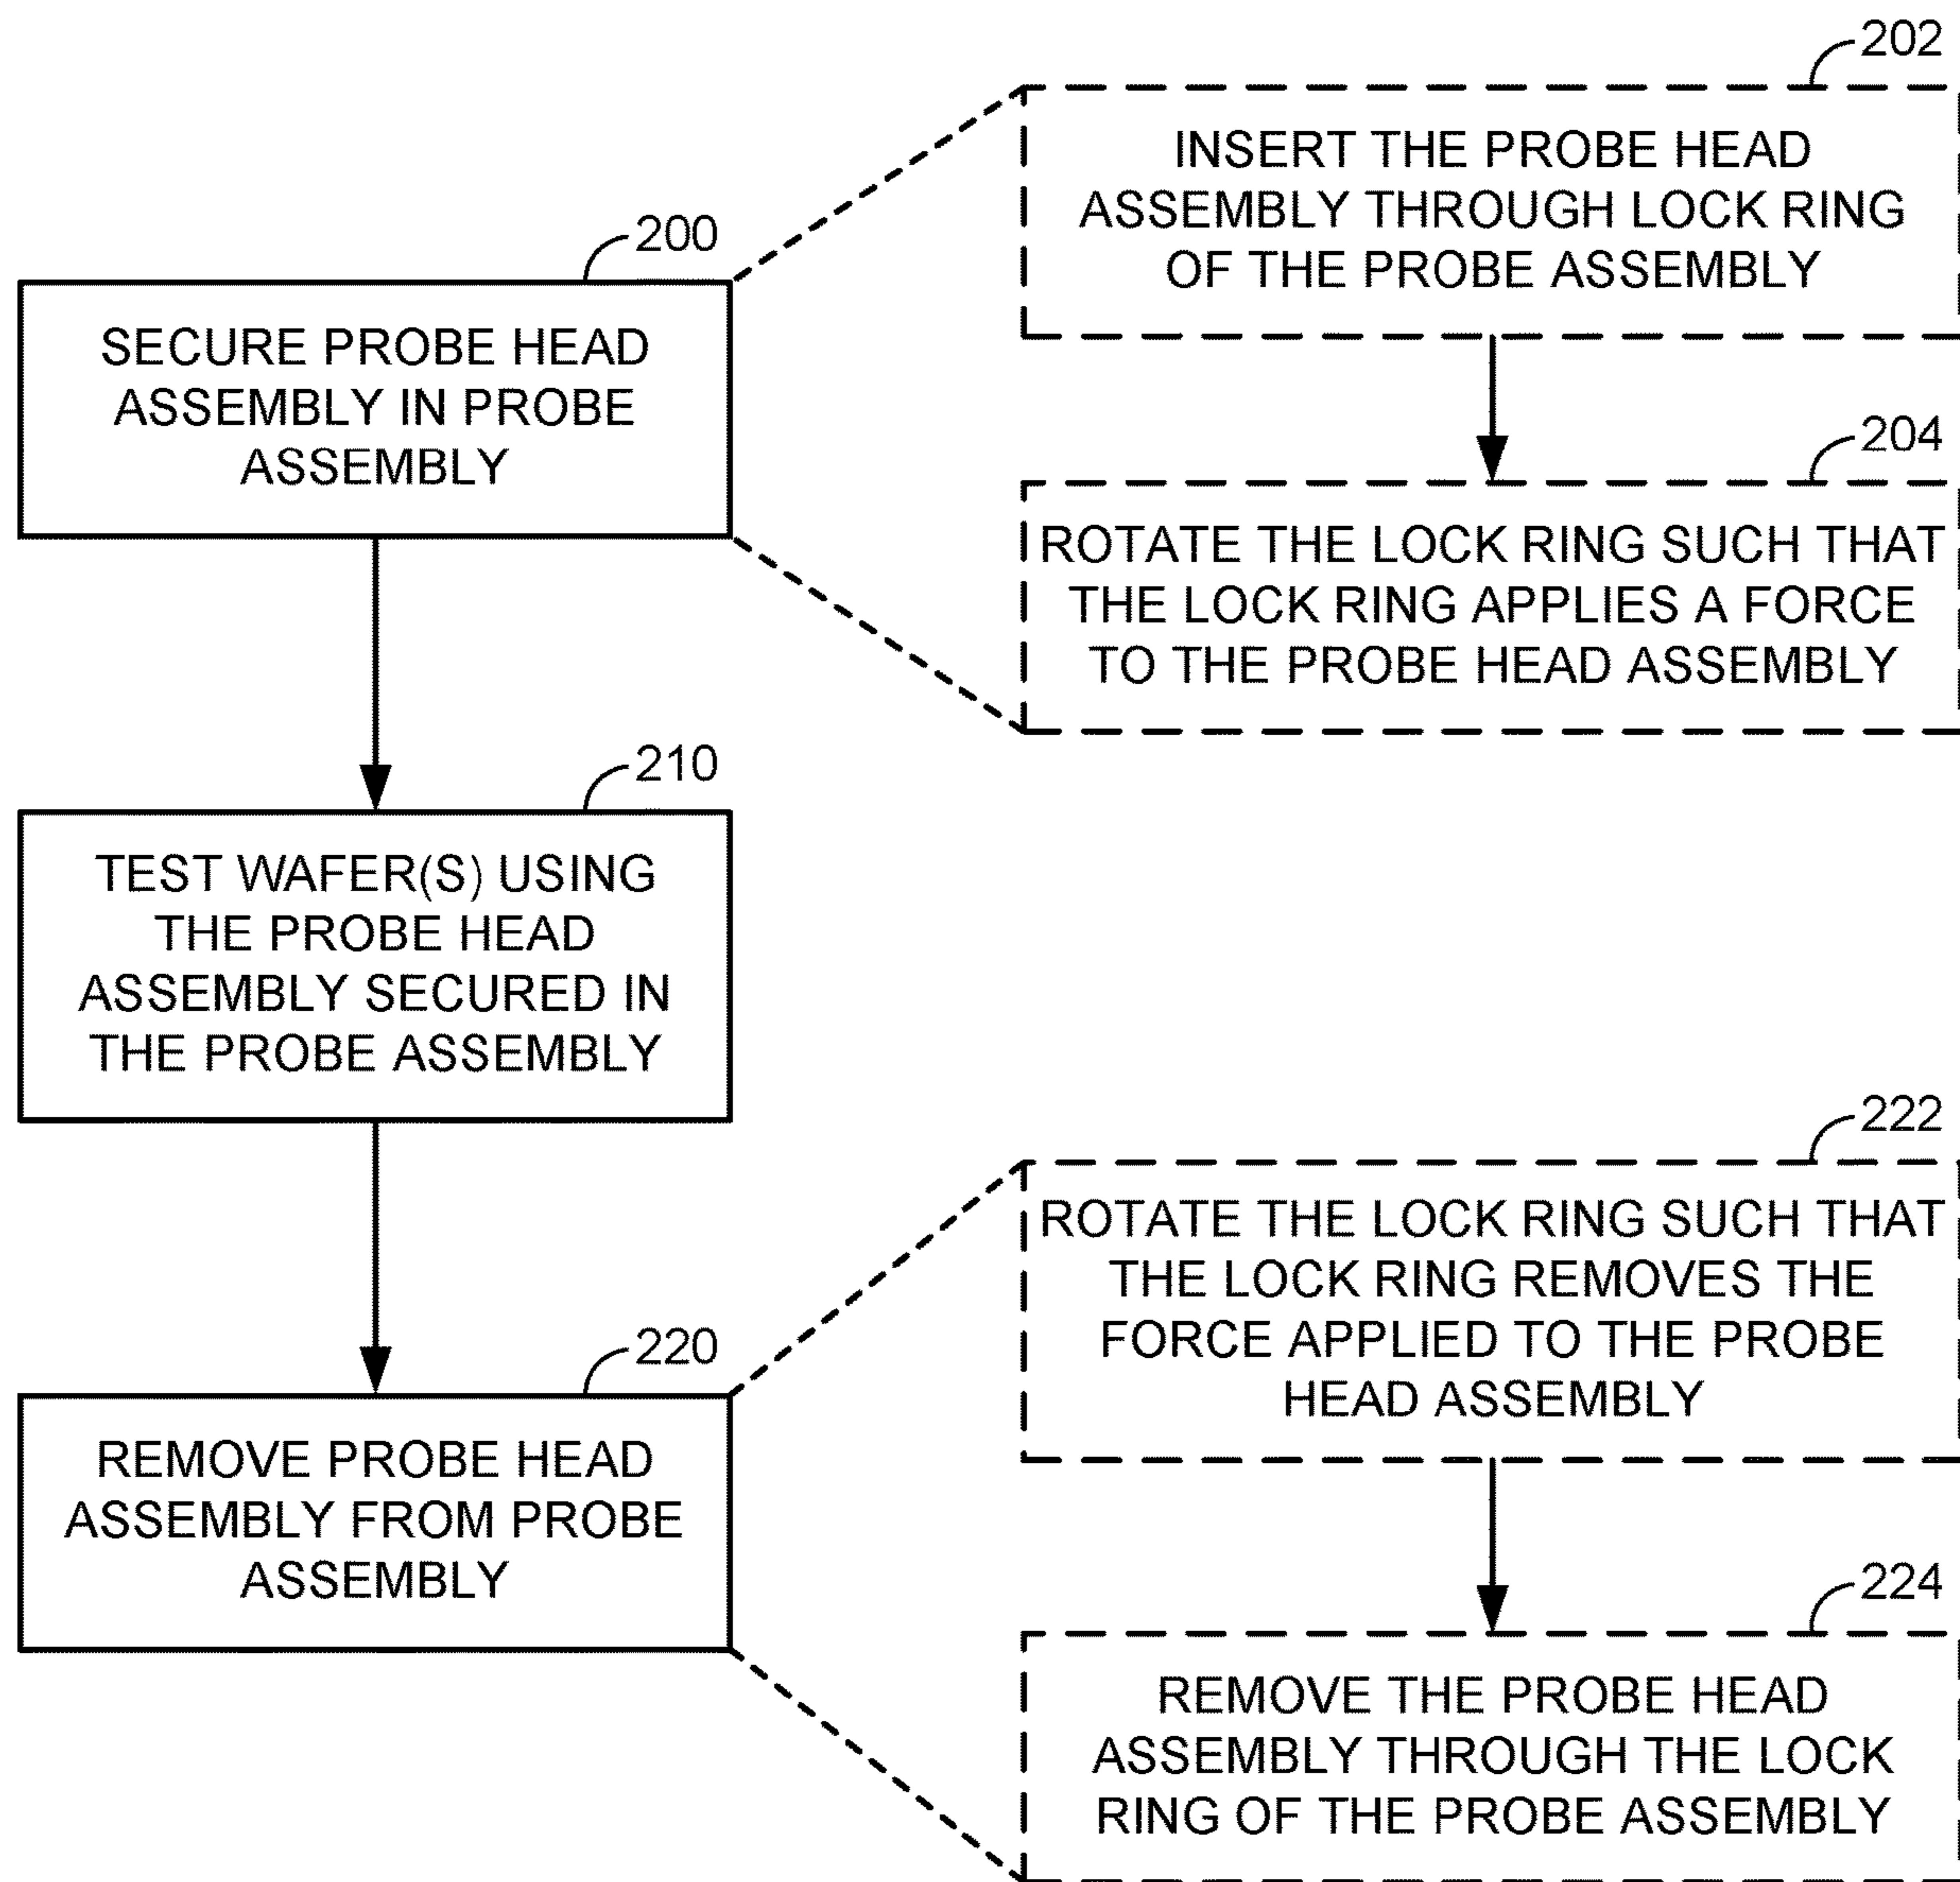 200
SECURE PROBE HEAD
ASSEMBLY IN PROBE
ASSEMBLY
202
INSERT THE PROBE HEAD
ASSEMBLY THROUGH LOCK RING
OF THE PROBE ASSEMBLY
204
ROTATE THE LOCK RING SUCH THAT
THE LOCK RING APPLIES A FORCE
TO THE PROBE HEAD ASSEMBLY
210
TEST WAFER(S) USING
THE PROBE HEAD
ASSEMBLY SECURED IN
THE PROBE ASSEMBLY
220
REMOVE PROBE HEAD
ASSEMBLY FROM PROBE
ASSEMBLY
222
ROTATE THE LOCK RING SUCH THAT
THE LOCK RING REMOVES THE
FORCE APPLIED TO THE PROBE
HEAD ASSEMBLY
224
REMOVE THE PROBE HEAD
ASSEMBLY THROUGH THE LOCK
RING OF THE PROBE ASSEMBLY